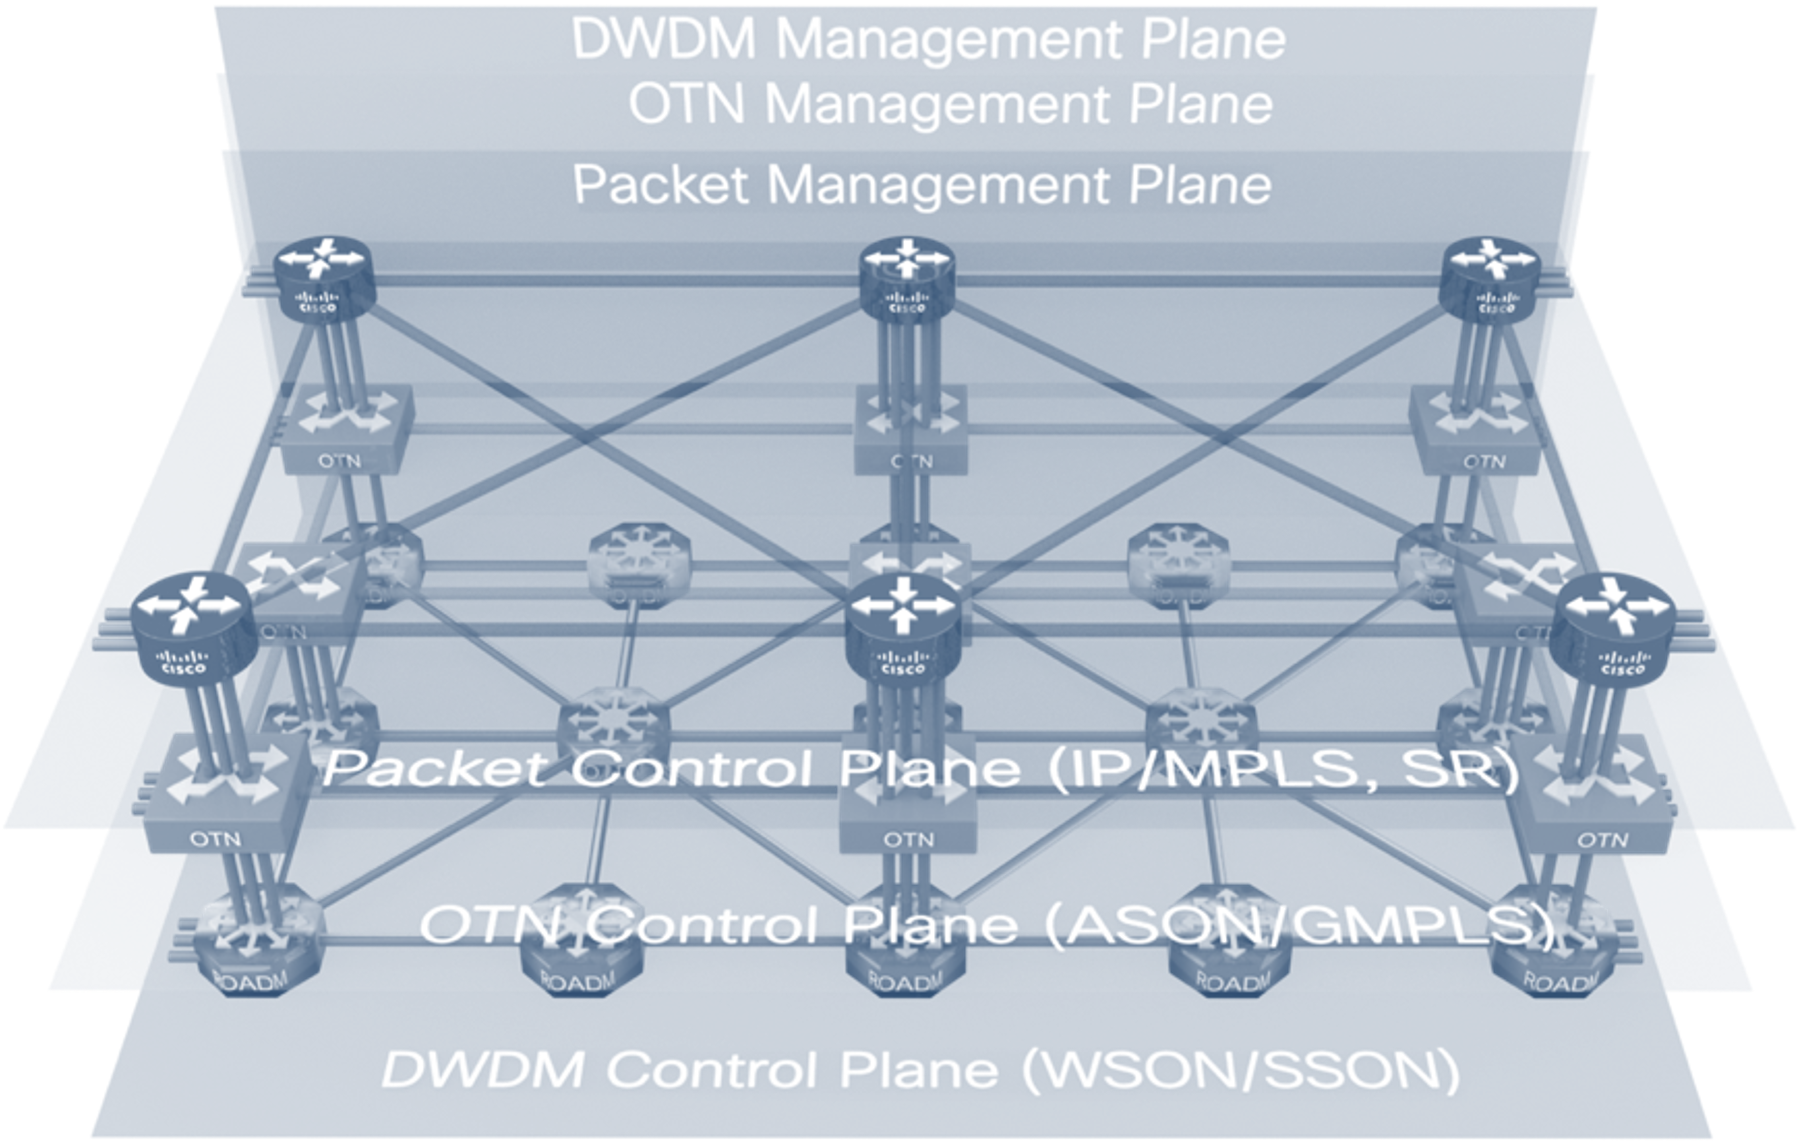 DWDM Management Plane
OTN Management Plane
Packet Management Plane
CISCO
CISCO
CISCO
OTN
OTN
OTN
OTN
CISCO
CISCO
CISCO
Packet Control Plane (IP/MPLS, SR)
OTN
OTN
OTN
OTN Control Plane (ASON/GMPLS)
ROADM
ROADM
ROADM
ROADM
ROADM
DWDM Control Plane (WSON/SSON)